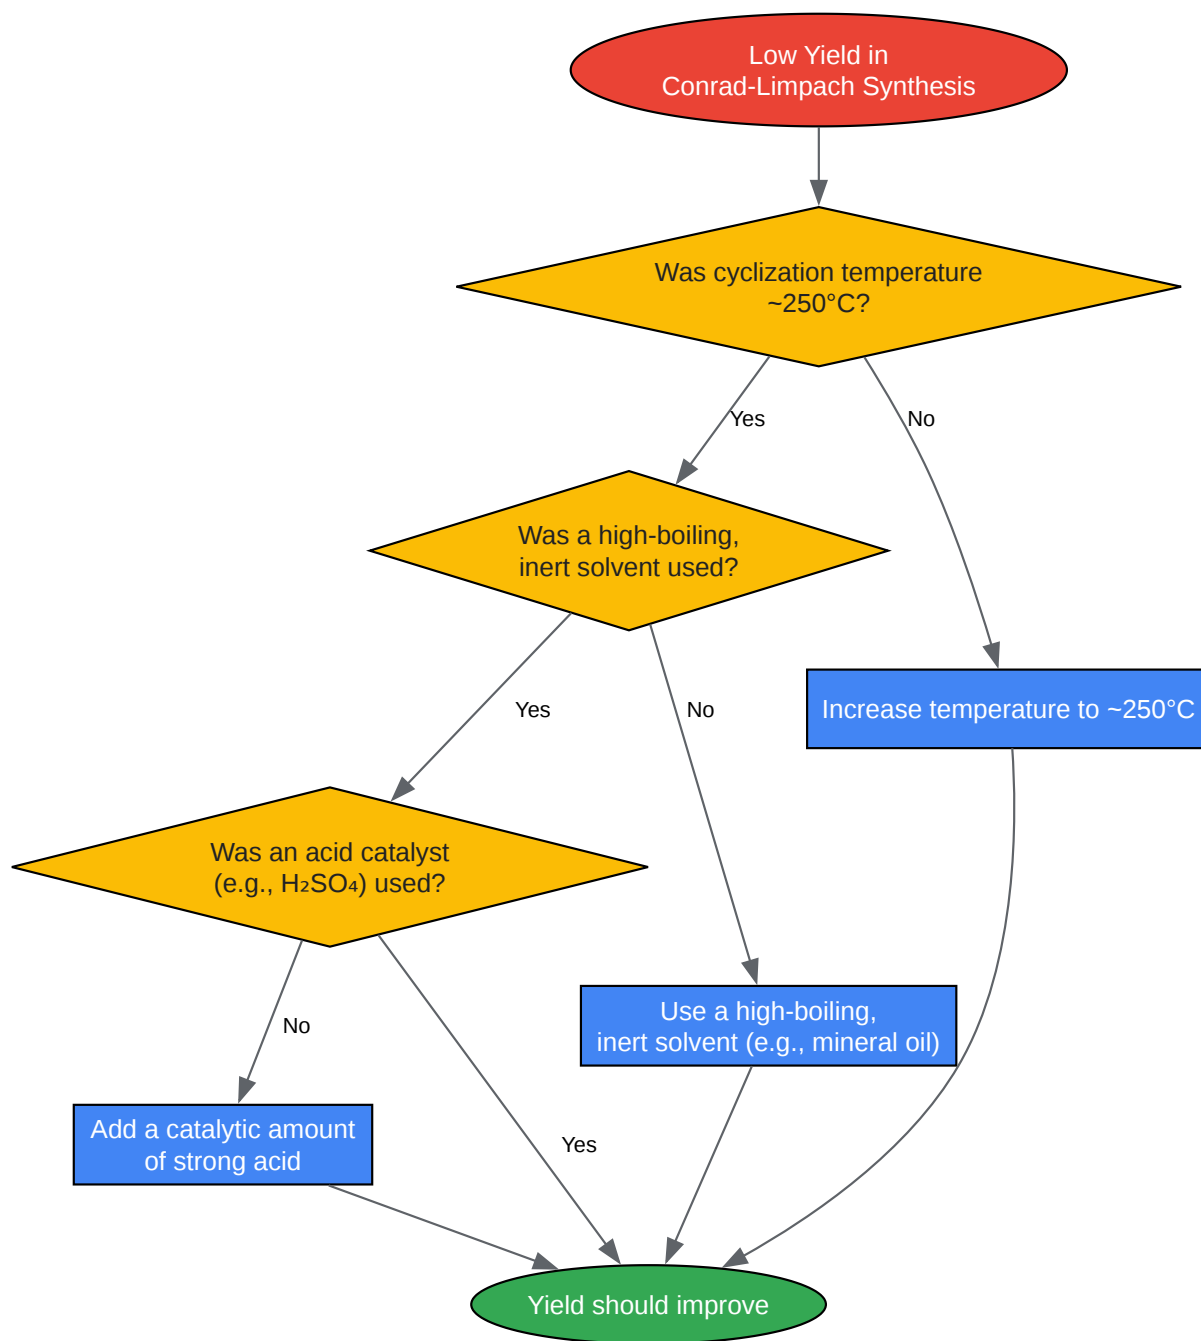 Low Yield in
Conrad-Limpach Synthesis
Was cyclization temperature
~250°C?
Yes
No
Was a high-boiling,
inert solvent used?
Yes
No
Increase temperature to ~250°C
Was an acid catalyst
(e.g., H₂SO₄) used?
Use a high-boiling,
inert solvent (e.g., mineral oil)
No
Add a catalytic amount
of strong acid
Yes
Yield should improve